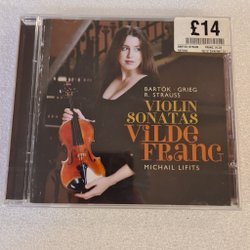 £14
BARTÓK · GRIEG
R. STRAUSS
VIOLIN
SONATAS
VILDE
FRANG
MICHAIL LIFITS